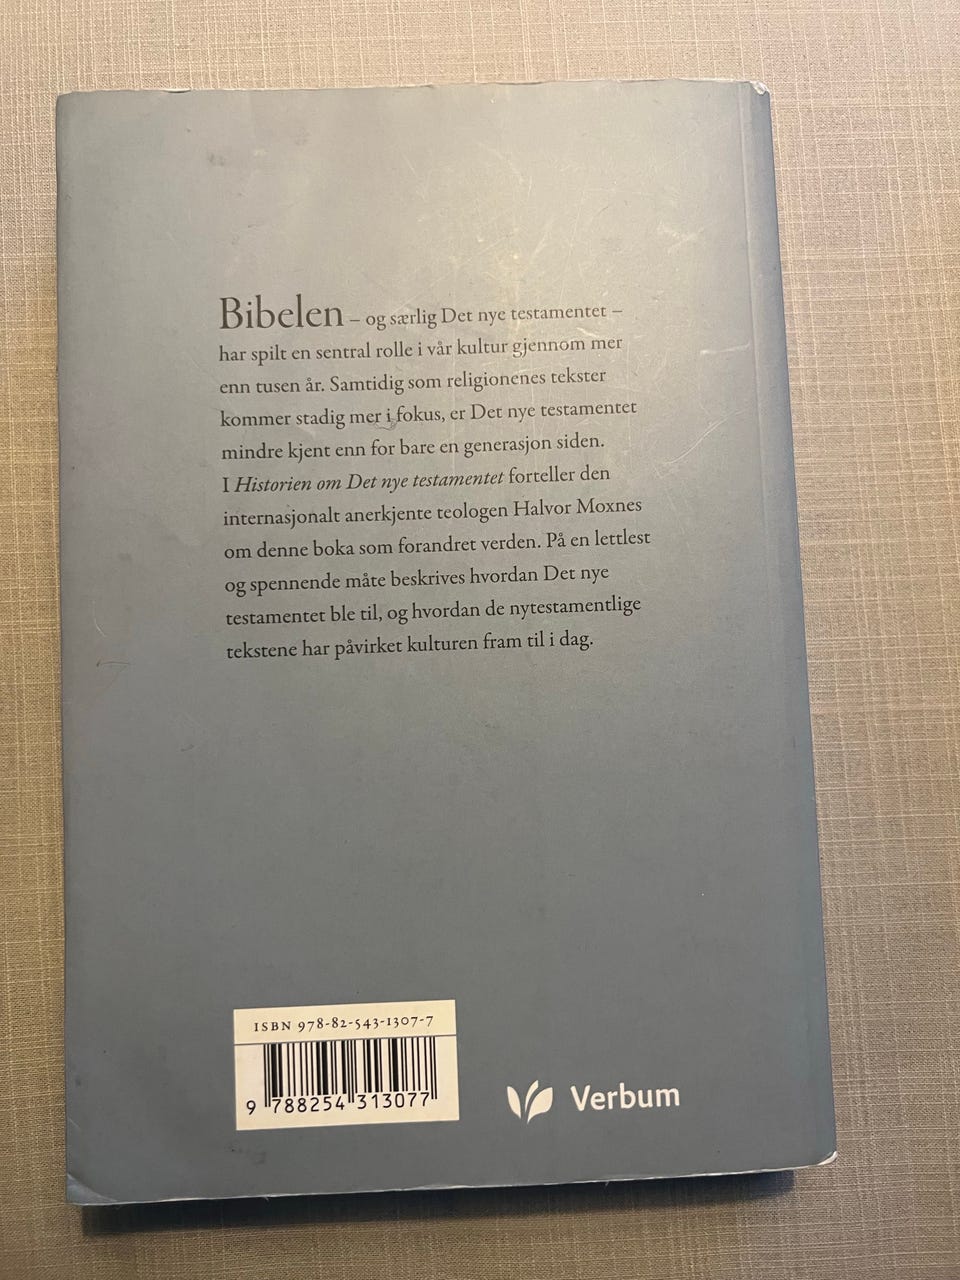 Bibelen – og særlig Det nye testamentet –
har spilt en sentral rolle i vår kultur gjennom mer
enn tusen år. Samtidig som religionenes tekster
kommer stadig mer i fokus, er Det nye testamentet
mindre kjent enn for bare en generasjon siden.
I Historien om Det nye testamentet forteller den
internasjonalt anerkjente teologen Halvor Moxnes
om denne boka som forandret verden. På en lettlest
og spennende måte beskrives hvordan Det nye
testamentet ble til, og hvordan de nytestamentlige
tekstene har påvirket kulturen fram til i dag.
ISBN 978-82-543-1307-7
9 788254 313077
Verbum